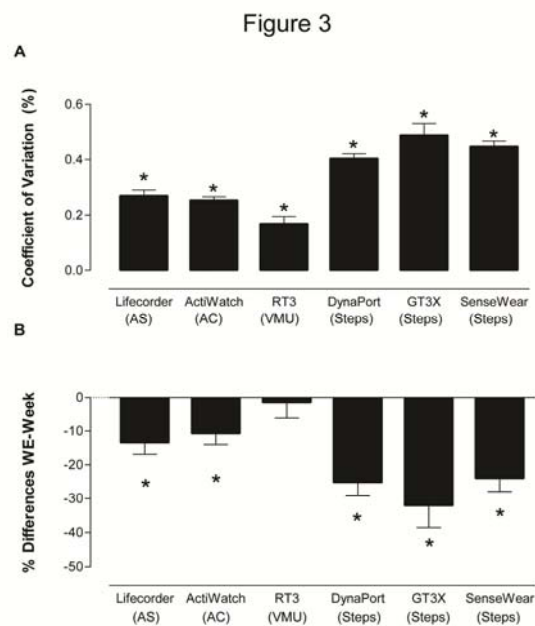 Figure 3
A
Coefficient of Variation (%)
0.6
0.4
0.2
0.0
* * * * * *
Lifecorder ActiWatch RT3 DynaPort GT3X SenseWear
(AS) (AC) (VMU) (Steps) (Steps) (Steps)
B
% Differences WE-Week
0
-10
-20
-30
-40
-50
* * * * *
Lifecorder ActiWatch RT3 DynaPort GT3X SenseWear
(AS) (AC) (VMU) (Steps) (Steps) (Steps)